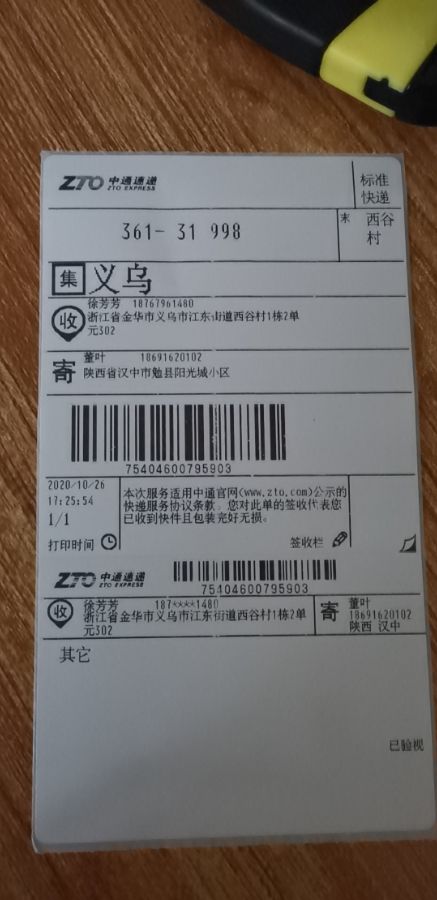 ZTO 中通速递
ZTO EXPRESS
标准
快递
361- 31 998
末 西谷
村
集 义乌
收 徐芳芳 18767961480
浙江省金华市义乌市江东街道西谷村1栋2单
元302
寄 董叶 18691620102
陕西省汉中市勉县阳光城小区
75404600795903
2020/10/26
17:25:54
1/1
打印时间
本次服务适用中通官网(www.zto.com)公示的
快递服务协议条款。您对此单的签收代表您
已收到快件且包装完好无损。
签收栏
ZTO 中通速递
ZTO EXPRESS
75404600795903
收 徐芳芳 187****1480
浙江省金华市义乌市江东街道西谷村1栋2单
元302
寄 董叶
18691620102
陕西 汉中
其它
已验视